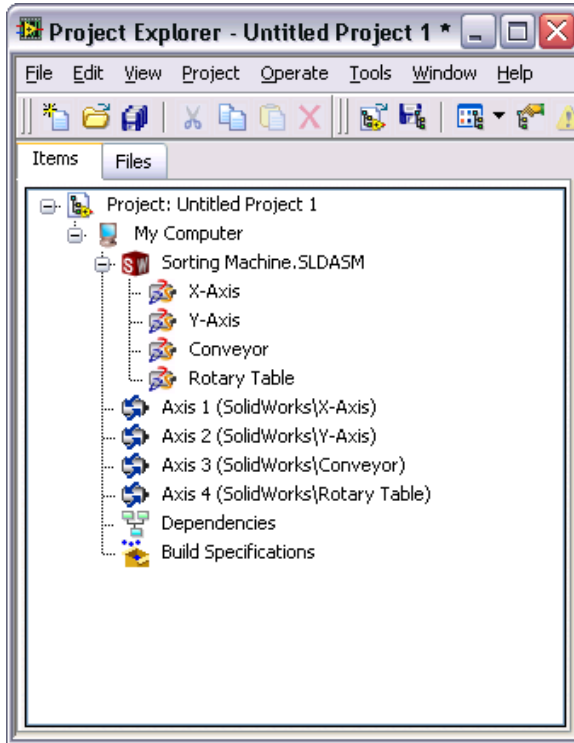 Project Explorer - Untitled Project 1 *
File Edit View Project Operate Tools Window Help
Items Files
Project: Untitled Project 1
My Computer
SW Sorting Machine.SLDASM
X-Axis
Y-Axis
Conveyor
Rotary Table
Axis 1 (SolidWorks\X-Axis)
Axis 2 (SolidWorks\Y-Axis)
Axis 3 (SolidWorks\Conveyor)
Axis 4 (SolidWorks\Rotary Table)
Dependencies
Build Specifications